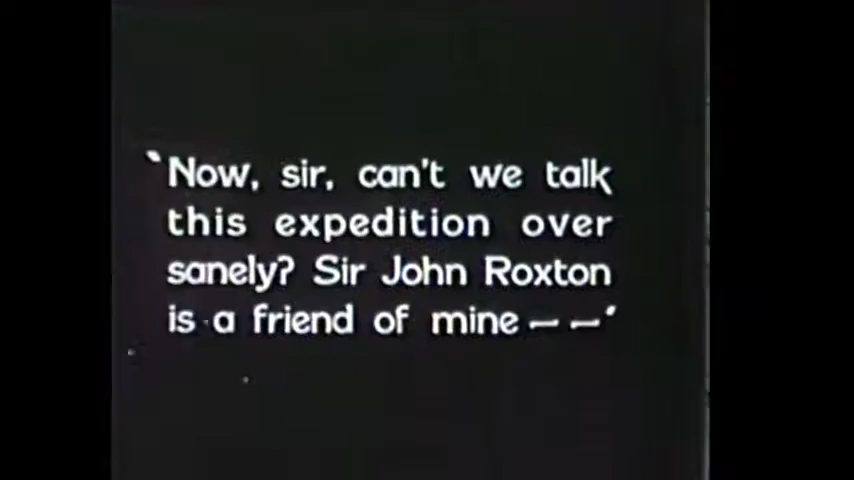 ‵Now, sir, can't we talk
this expedition over
sanely? Sir John Roxton
is a friend of mine — —′